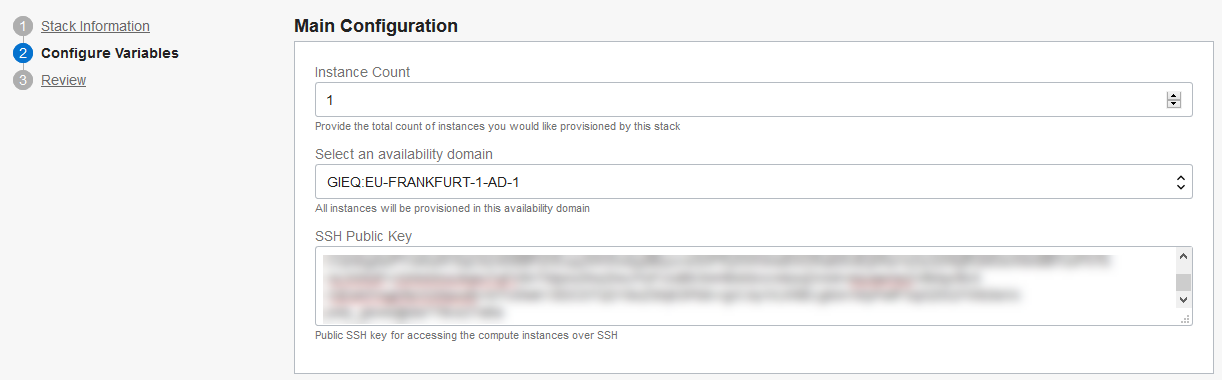 1 Stack Information
2 Configure Variables
3 Review
Main Configuration
Instance Count
1
Provide the total count of instances you would like provisioned by this stack
Select an availability domain
GIEQ:EU-FRANKFURT-1-AD-1
All instances will be provisioned in this availability domain
SSH Public Key
Public SSH key for accessing the compute instances over SSH